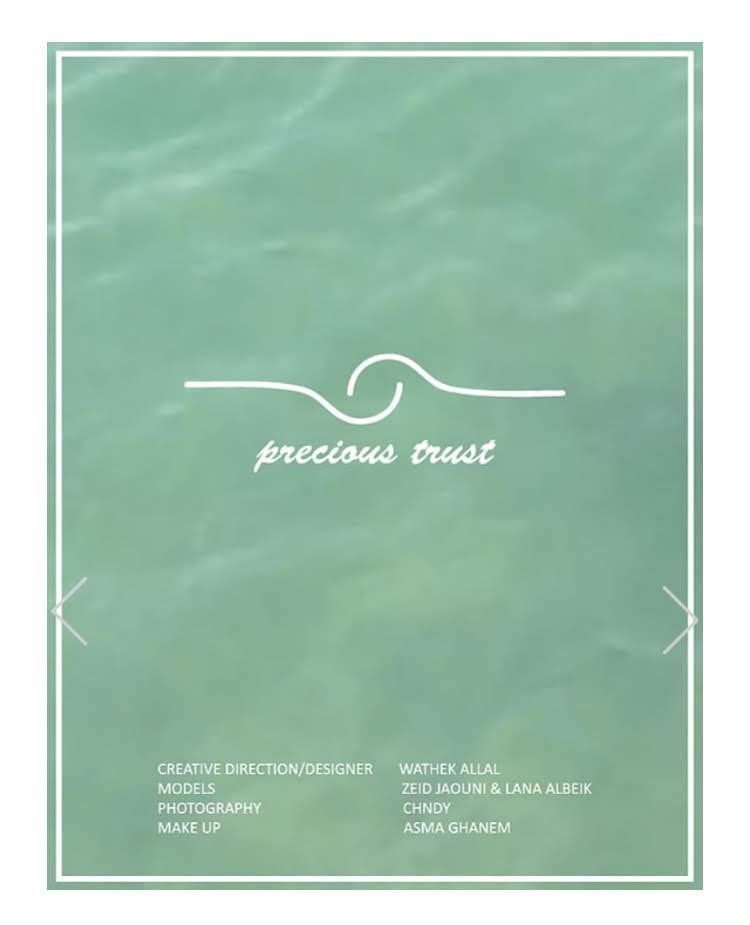 precious trust
CREATIVE DIRECTION/DESIGNER WATHEK ALLAL
MODELS ZEID JAOUNI & LANA ALBEIK
PHOTOGRAPHY CHNDY
MAKE UP ASMA GHANEM